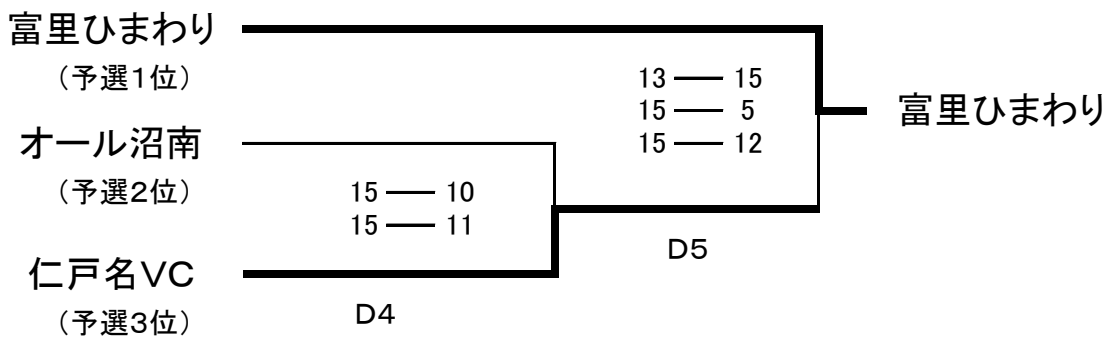 富里ひまわり
（予選１位）
13 ― 15
15 ― 5
15 ― 12
富里ひまわり
オール沼南
（予選２位）
15 ― 10
15 ― 11
D5
仁戸名VC
（予選３位）
D4